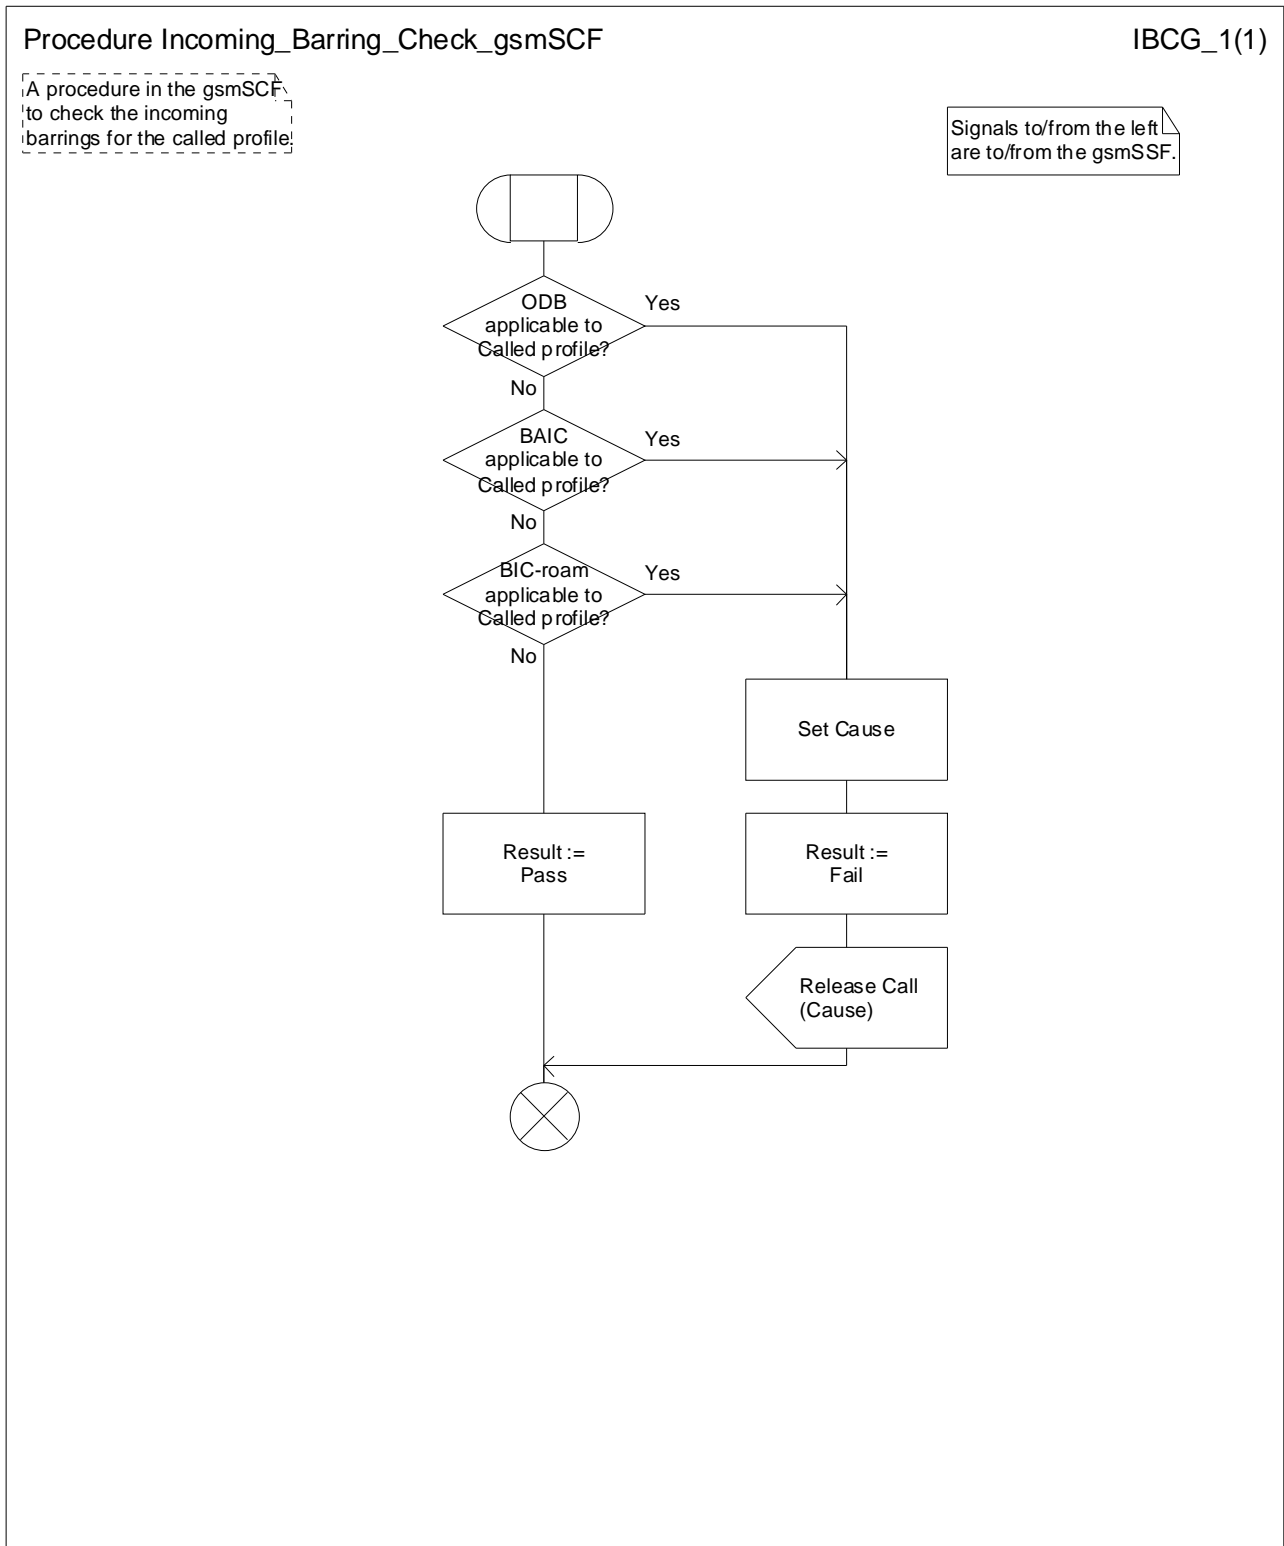 Procedure Incoming_Barring_Check_gsmSCF
IBCG_1(1)
A procedure in the gsmSCF
to check the incoming
barrings for the called profile.
Signals to/from the left
are to/from the gsmSSF.
ODB
applicable to
Called profile?
Yes
No
BAIC
applicable to
Called profile?
Yes
No
BIC-roam
applicable to
Called profile?
Yes
No
Set Cause
Result :=
Pass
Result :=
Fail
Release Call
(Cause)